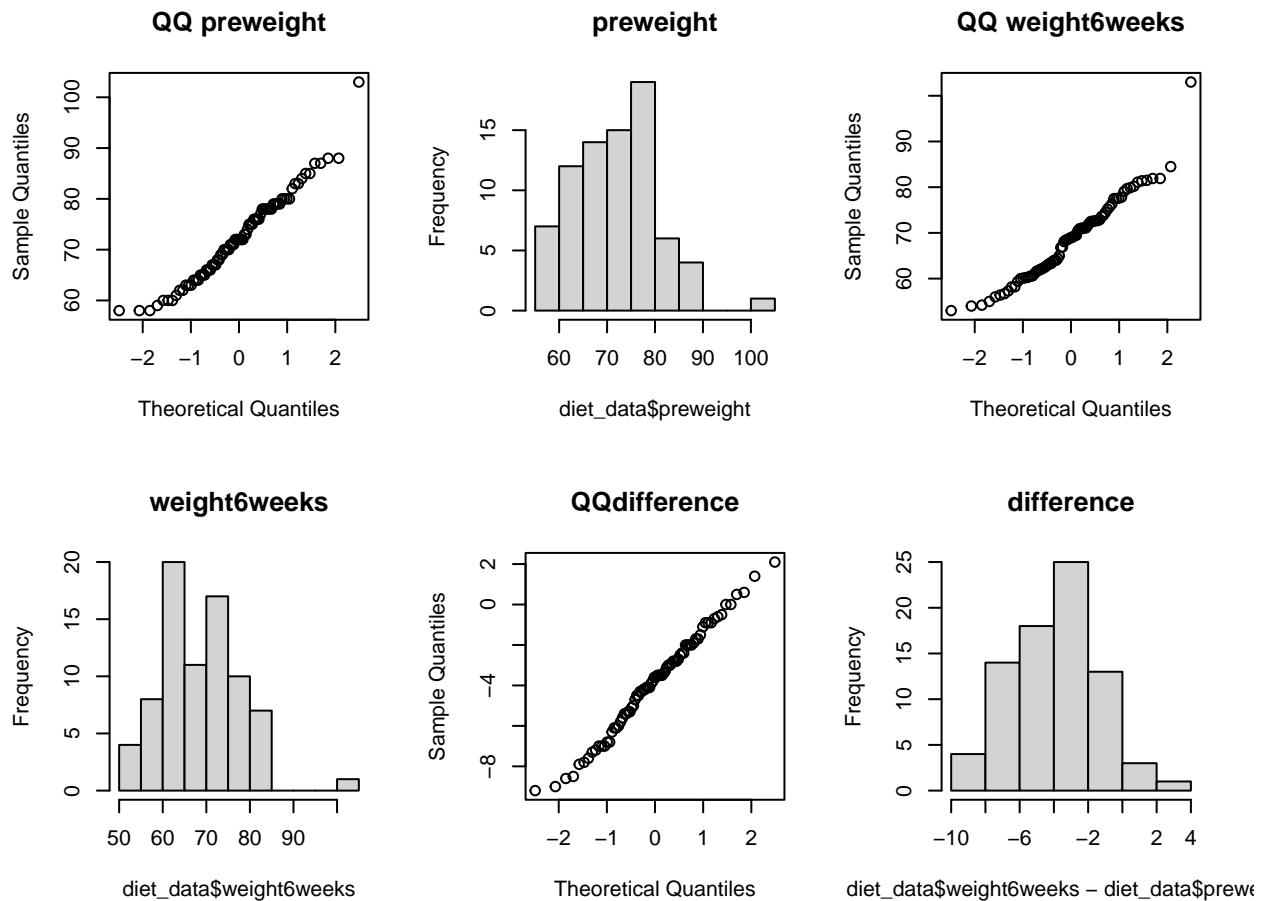 QQ preweight
Sample Quantiles
60 70 80 90 100
−2 −1 0 1 2
Theoretical Quantiles
preweight
Frequency
0 5 10 15
60 70 80 90 100
diet_data$preweight
QQ weight6weeks
Sample Quantiles
60 70 80 90
−2 −1 0 1 2
Theoretical Quantiles
weight6weeks
Frequency
0 5 10 15 20
50 60 70 80 90
diet_data$weight6weeks
QQdifference
Sample Quantiles
−8 −4 0 2
−2 −1 0 1 2
Theoretical Quantiles
difference
Frequency
0 5 10 15 20 25
−10 −6 −2 2 4
diet_data$weight6weeks − diet_data$prewe